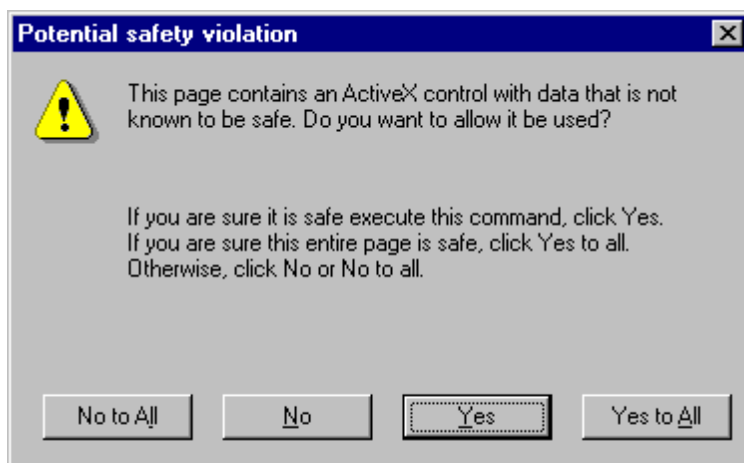 Potential safety violation
This page contains an ActiveX control with data that is not
known to be safe. Do you want to allow it be used?
If you are sure it is safe execute this command, click Yes.
If you are sure this entire page is safe, click Yes to all.
Otherwise, click No or No to all.
No to All No Yes Yes to All